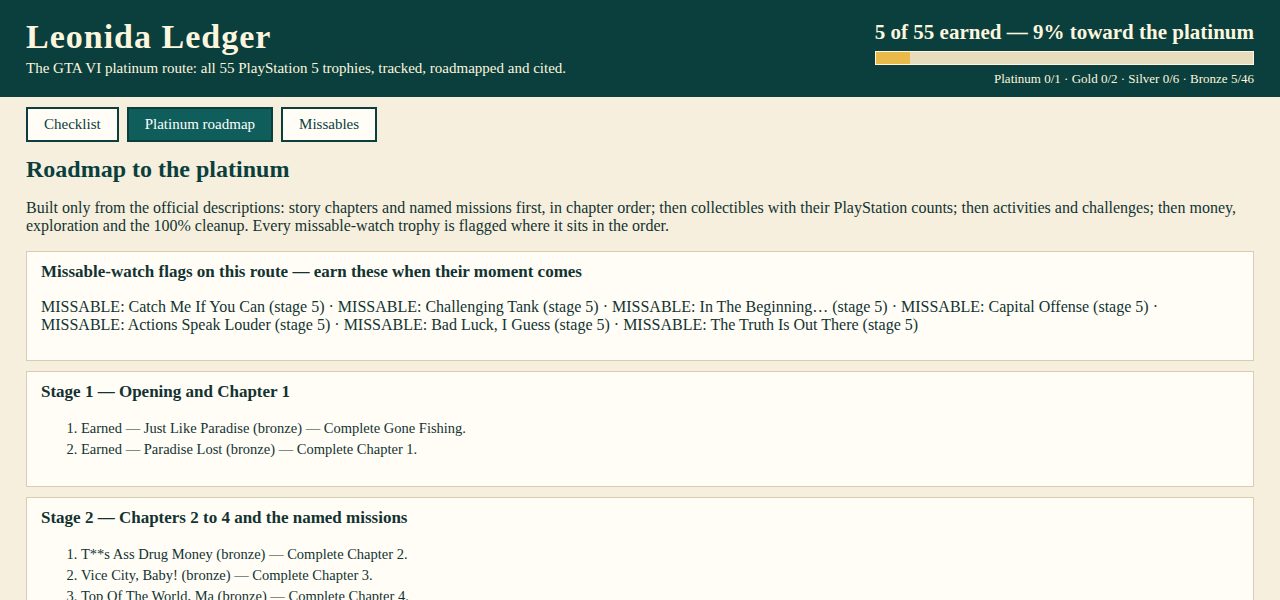 Leonida Ledger
The GTA VI platinum route: all 55 PlayStation 5 trophies, tracked, roadmapped and cited.
5 of 55 earned — 9% toward the platinum
Platinum 0/1 · Gold 0/2 · Silver 0/6 · Bronze 5/46
Checklist
Platinum roadmap
Missables
Roadmap to the platinum
Built only from the official descriptions: story chapters and named missions first, in chapter order; then collectibles with their PlayStation counts; then activities and challenges; then money,
exploration and the 100% cleanup. Every missable-watch trophy is flagged where it sits in the order.
Missable-watch flags on this route — earn these when their moment comes
MISSABLE: Catch Me If You Can (stage 5) · MISSABLE: Challenging Tank (stage 5) · MISSABLE: In The Beginning… (stage 5) · MISSABLE: Capital Offense (stage 5) ·
MISSABLE: Actions Speak Louder (stage 5) · MISSABLE: Bad Luck, I Guess (stage 5) · MISSABLE: The Truth Is Out There (stage 5)
Stage 1 — Opening and Chapter 1
1. Earned — Just Like Paradise (bronze) — Complete Gone Fishing.
2. Earned — Paradise Lost (bronze) — Complete Chapter 1.
Stage 2 — Chapters 2 to 4 and the named missions
1. T**s Ass Drug Money (bronze) — Complete Chapter 2.
2. Vice City, Baby! (bronze) — Complete Chapter 3.
3. Top Of The World, Ma (bronze) — Complete Chapter 4.